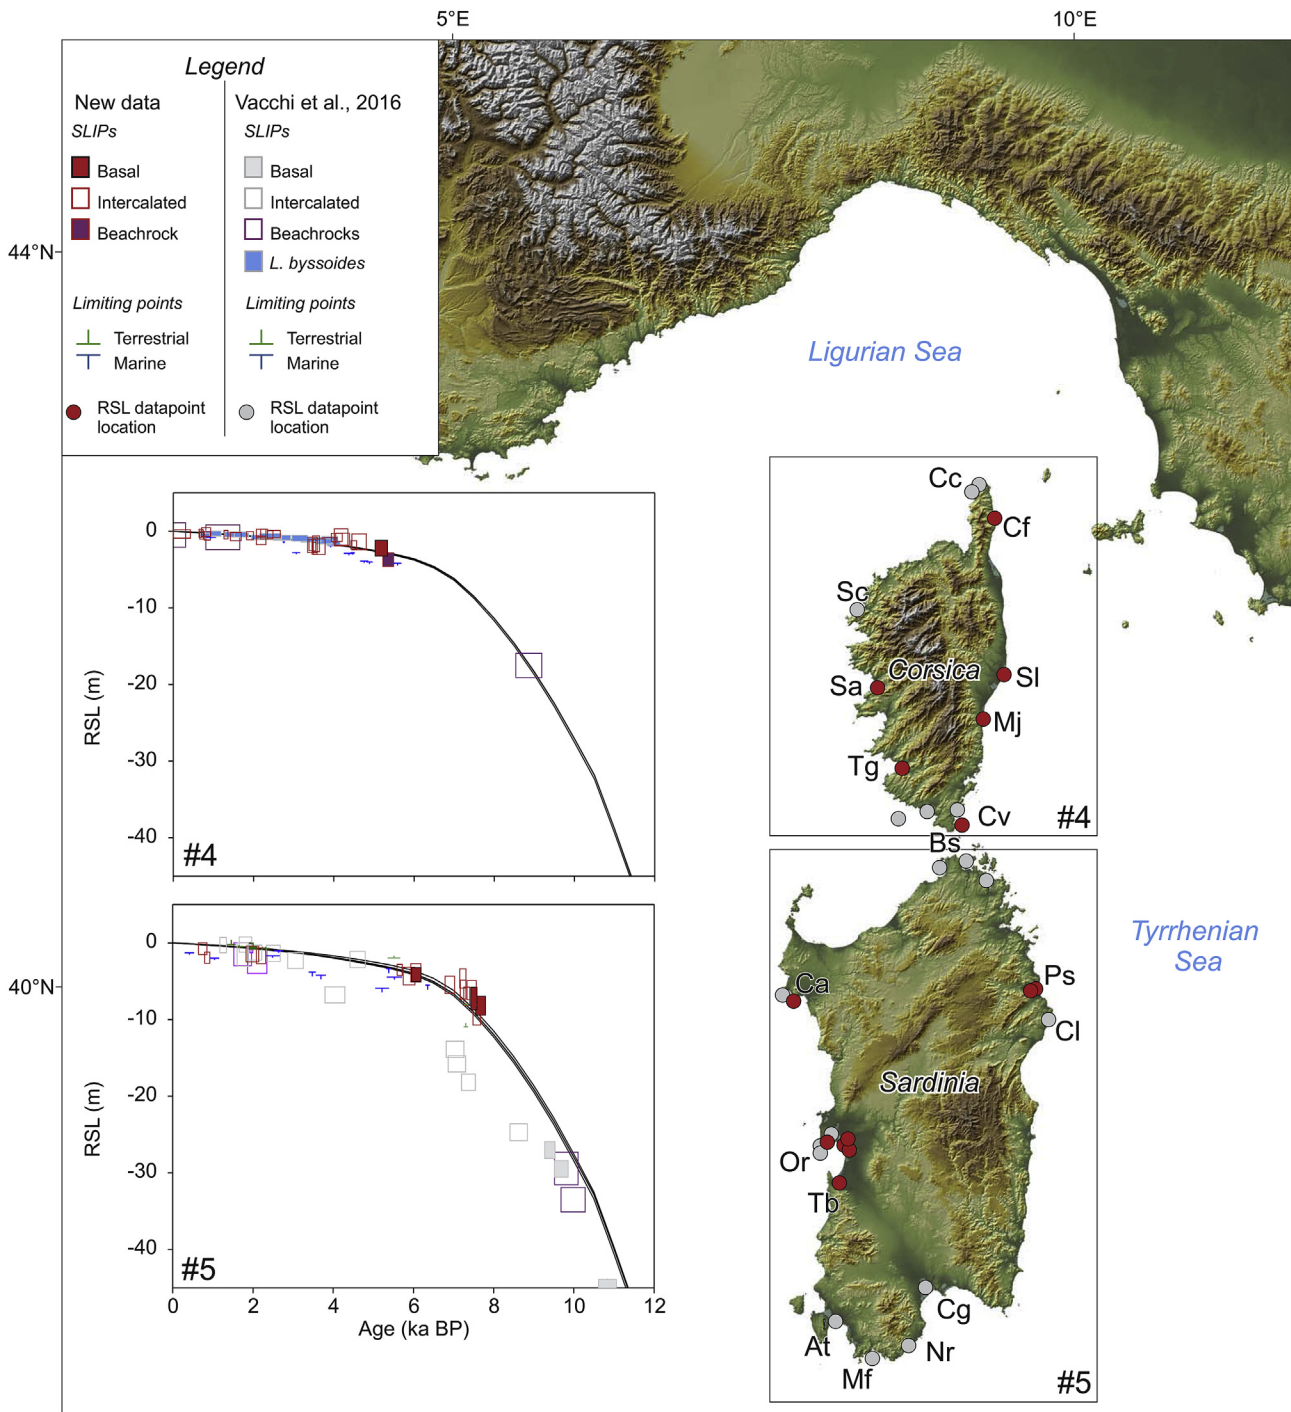 5°E
10°E
Legend
New data
Vacchi et al., 2016
SLIPs
SLIPs
Basal
Basal
Intercalated
Intercalated
Beachrock
Beachrocks
L. byssoides
44°N
Limiting points
Limiting points
Terrestrial
Terrestrial
Marine
Marine
RSL datapoint
location
RSL datapoint
location
Ligurian Sea
Cc
Cf
Sc
Corsica
Sl
Sa
Mj
Tg
Cv
#4
Bs
0
-10
-20
-30
-40
RSL (m)
#4
Tyrrhenian
Sea
40°N
Ps
Ca
Cl
Sardinia
Or
Tb
Cg
At
Nr
Mf
#5
0
-10
-20
-30
-40
RSL (m)
#5
0
2
4
6
8
10
12
Age (ka BP)